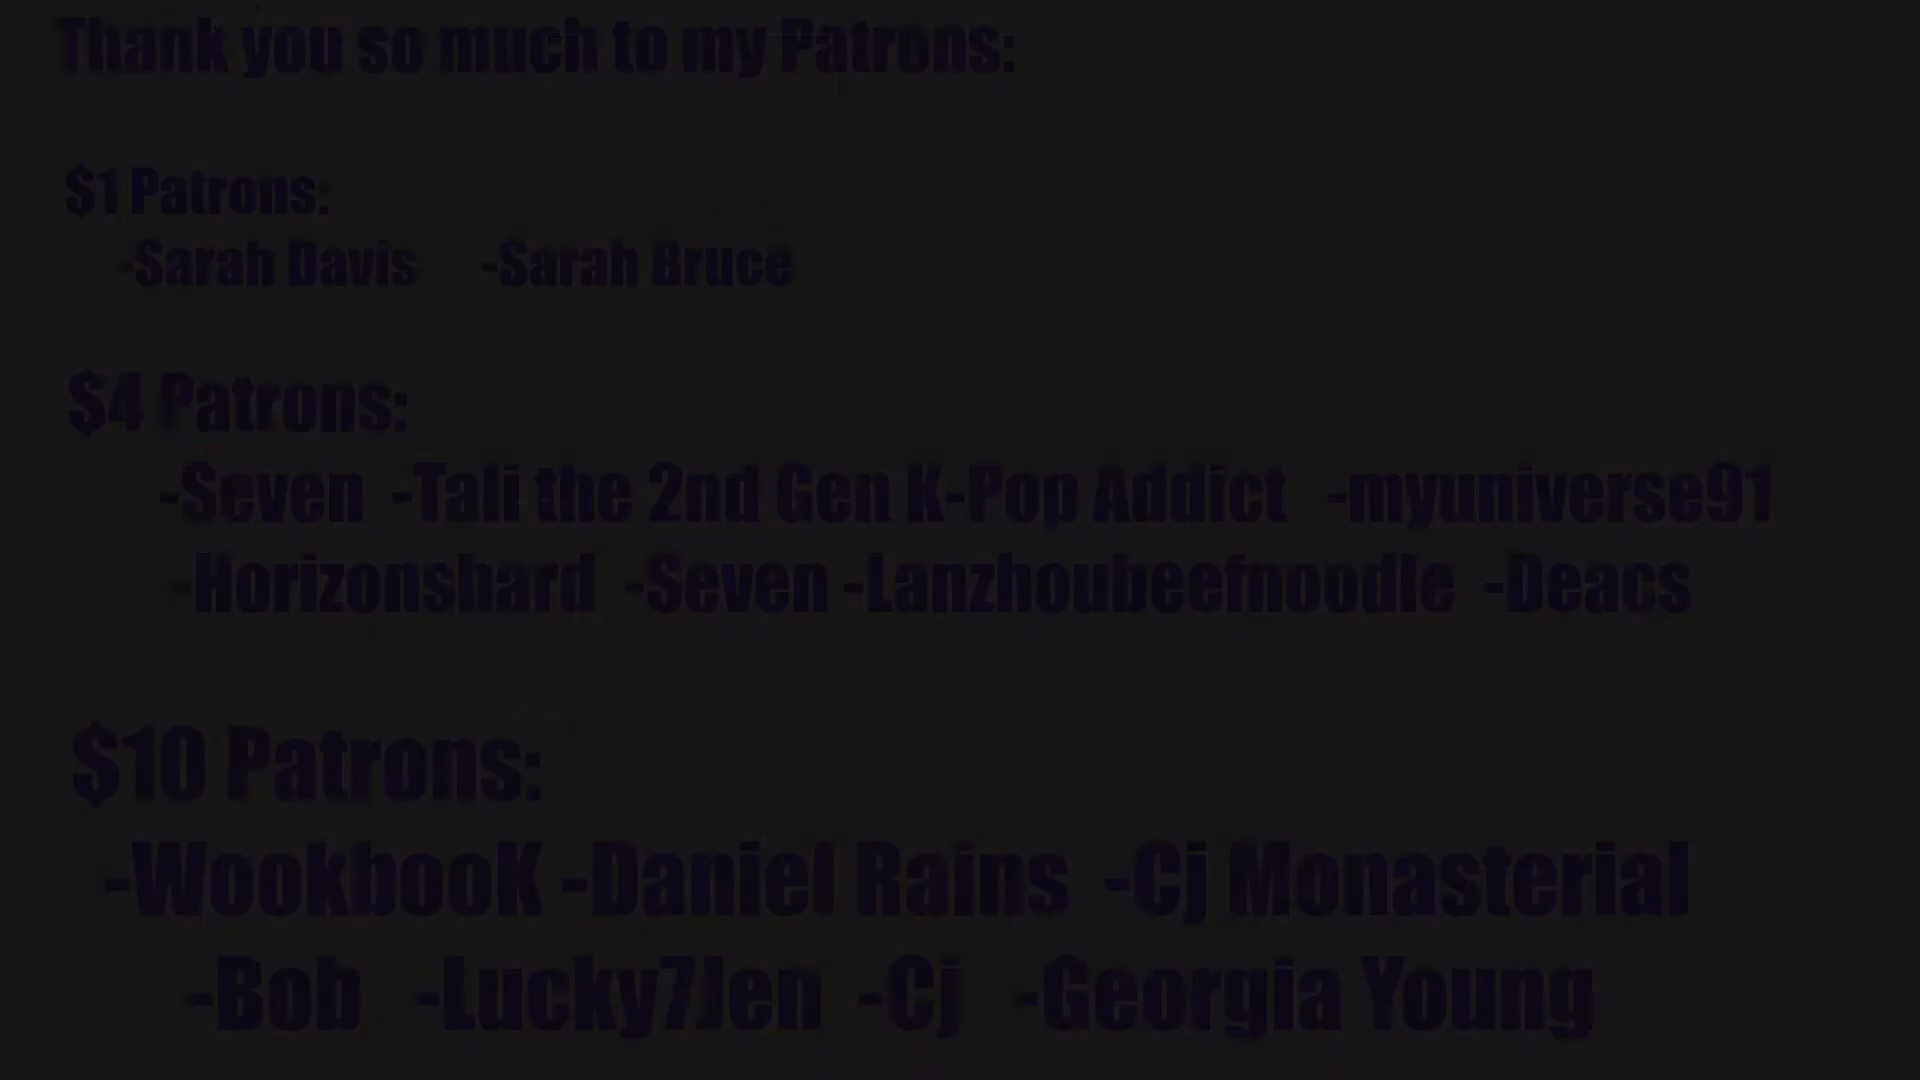 Thank you so much to my Patrons:
$1 Patrons:
-Sarah Davis -Sarah Bruce
$4 Patrons:
-Seven -Tali the 2nd Gen K-Pop Addict -myuniverse91
-Horizonshard -Seven -Lanzhoubeefnoodle -Deacs
$10 Patrons:
-WookbooK -Daniel Rains -Cj Monasterial
-Bob -Lucky7Jen -Cj -Georgia Young